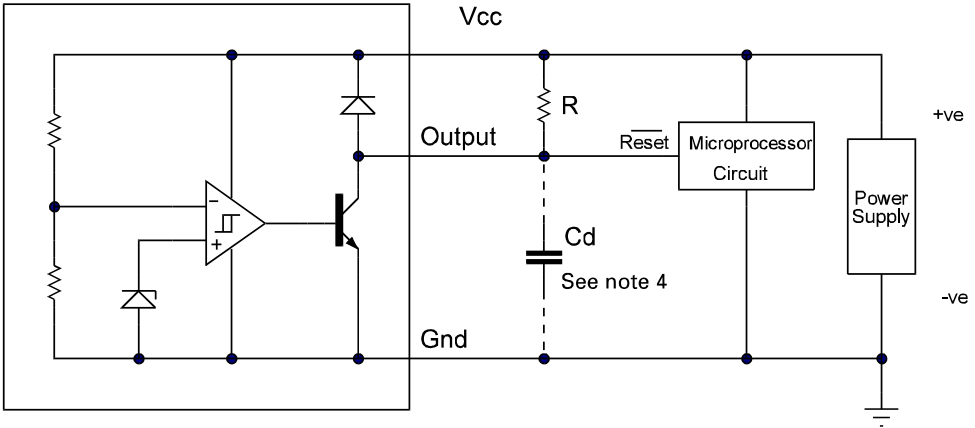 Vcc
R
+ve
Output
Reset
Microprocessor
Circuit
Power
Supply
−
+
Cd
See note 4
-ve
Gnd